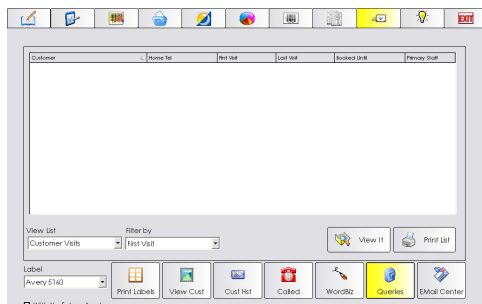 EXIT
Customer Home Tel First Visit Last Visit Booked Until Primary Staff
View List Filter by
Customer Visits First Visit View It Print List
Label
Avery 5160
Print Labels View Cust Cust Hst Called WordBiz Queries EMail Center